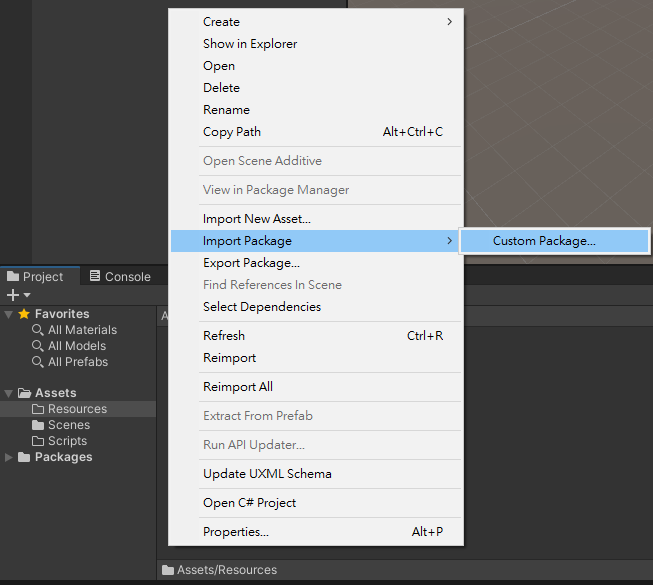 Create
Show in Explorer
Open
Delete
Rename
Copy Path Alt+Ctrl+C
Open Scene Additive
View in Package Manager
Import New Asset...
Import Package
Custom Package...
Export Package...
Find References In Scene
Select Dependencies
Refresh Ctrl+R
Reimport
Reimport All
Extract From Prefab
Run API Updater...
Update UXML Schema
Open C# Project
Properties... Alt+P
Project
Console
Favorites
All Materials
All Models
All Prefabs
Assets
Resources
Scenes
Scripts
Packages
A
Assets/Resources